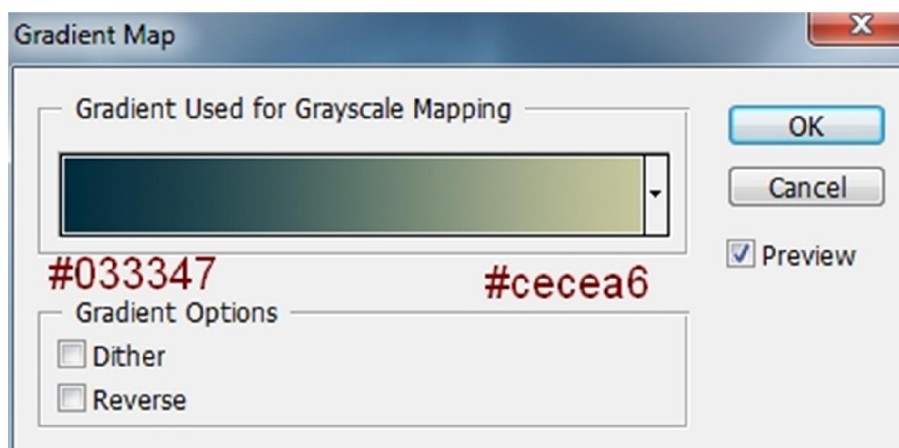 Gradient Map
Gradient Used for Grayscale Mapping
OK
Cancel
Preview
#033347
#cecea6
Gradient Options
Dither
Reverse